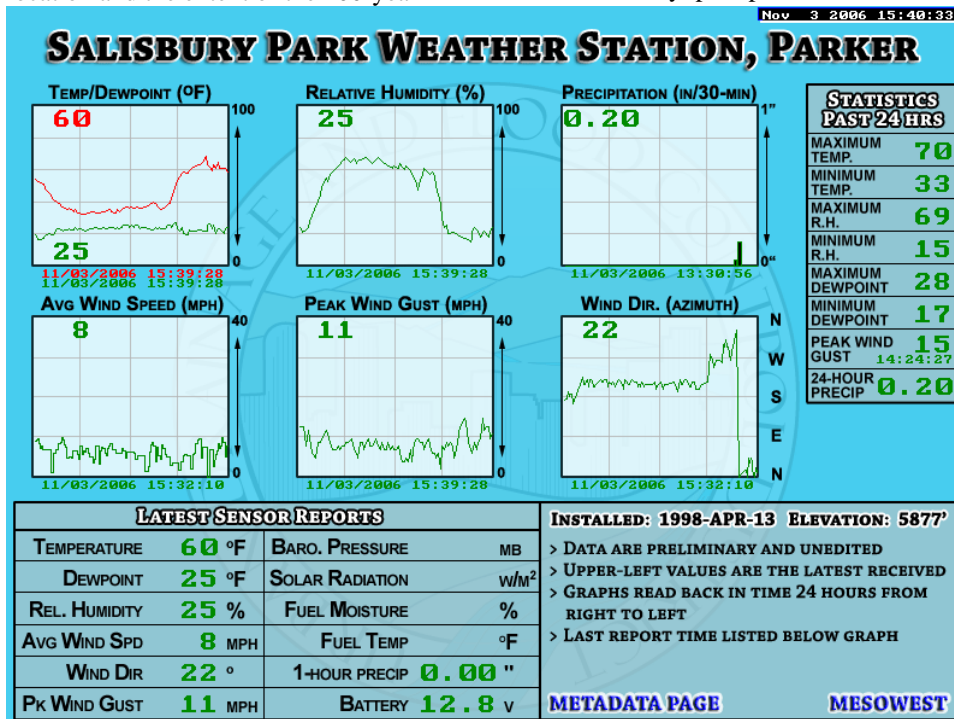 Nov 3 2006 15:40:33
SALISBURY PARK WEATHER STATION, PARKER
TEMP/DEWPOINT (ºF)
60
100
25
0
11/03/2006 15:39:28
11/03/2006 15:39:28
RELATIVE HUMIDITY (%)
25
100
0
11/03/2006 15:39:28
PRECIPITATION (IN/30-MIN)
0.20
1"
0"
11/03/2006 13:30:56
STATISTICS
PAST 24 HRS
MAXIMUM TEMP. 70
MINIMUM TEMP. 33
MAXIMUM R.H. 69
MINIMUM R.H. 15
MAXIMUM DEWPOINT 28
MINIMUM DEWPOINT 17
PEAK WIND GUST 15
14:24:27
24-HOUR PRECIP 0.20
AVG WIND SPEED (MPH)
8
40
0
11/03/2006 15:32:10
PEAK WIND GUST (MPH)
11
40
0
11/03/2006 15:39:28
WIND DIR. (AZIMUTH)
22
N
W
S
E
N
11/03/2006 15:32:10
LATEST SENSOR REPORTS
TEMPERATURE 60 ºF BARO. PRESSURE MB
DEWPOINT 25 ºF SOLAR RADIATION W/M²
REL. HUMIDITY 25 % FUEL MOISTURE %
AVG WIND SPD 8 MPH FUEL TEMP ºF
WIND DIR 22 º 1-HOUR PRECIP 0.00 "
PK WIND GUST 11 MPH BATTERY 12.8 V
INSTALLED: 1998-APR-13 ELEVATION: 5877'
> DATA ARE PRELIMINARY AND UNEDITED
> UPPER-LEFT VALUES ARE THE LATEST RECEIVED
> GRAPHS READ BACK IN TIME 24 HOURS FROM
RIGHT TO LEFT
> LAST REPORT TIME LISTED BELOW GRAPH
METADATA PAGE MESOWEST